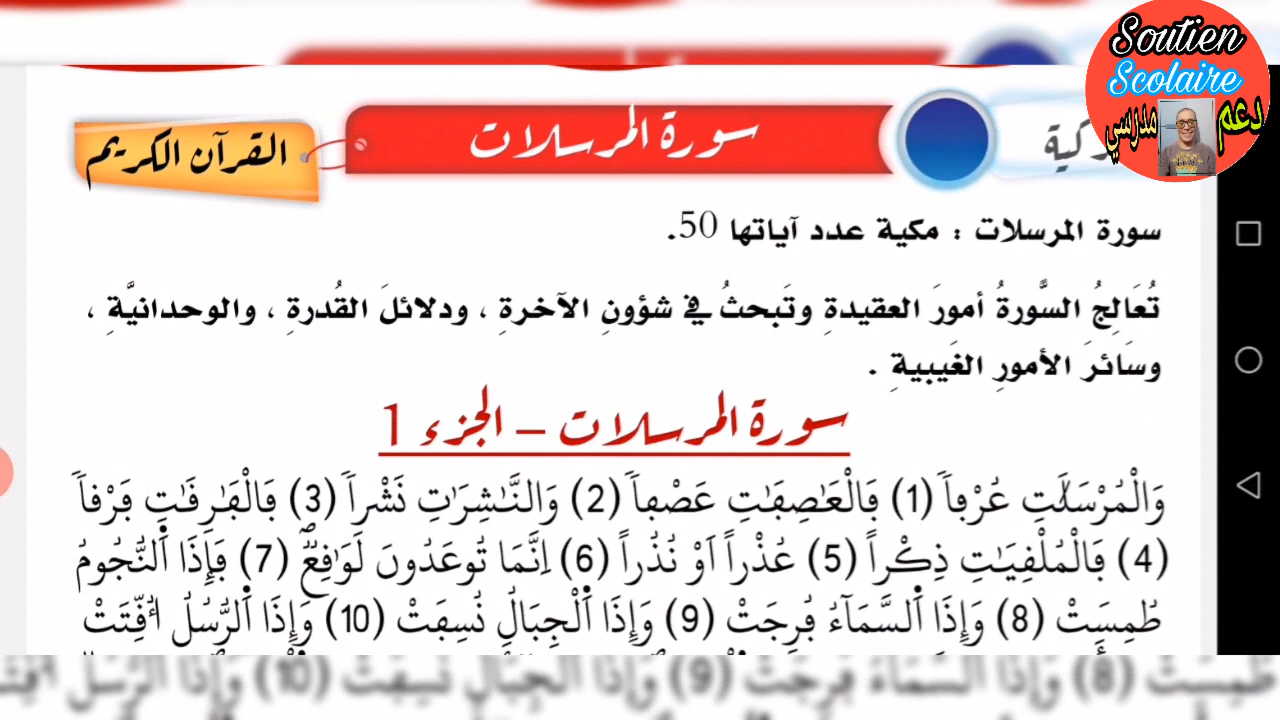 Soutien
Scolaire
دعم مدرسي
سورة المرسلات
القرآن الكريم
سورة المرسلات : مكية عدد آياتها 50.
تُعَالِجُ السُّورةُ أمورَ العقيدةِ وتَبحثُ في شؤونِ الآخرةِ ، ودلائلَ القُدرةِ ، والوحدانيَّةِ ،
وسَائرَ الأمورِ الغَيبيةِ .
سورة المرسلات – الجزء 1
وَالْمُرْسَلَٰتِ عُرْفاٗ (1) فَالْعَٰصِفَٰتِ عَصْفاٗ (2) وَالنَّٰشِرَٰتِ نَشْراٗ (3) فَالْفَٰرِقَٰتِ فَرْقاٗ
(4) فَالْمُلْقِيَٰتِ ذِكْراً (5) عُذْراً اَوْ نُذُراً (6) اِنَّمَا تُوعَدُونَ لَوَٰقِعٌۖ (7) فَإِذَا اَ۬لنُّجُومُ
طُمِسَتْ (8) وَإِذَا اَ۬لسَّمَآءُ فُرِجَتْ (9) وَإِذَا اَ۬لْجِبَالُ نُسِفَتْ (10) وَإِذَا اَ۬لرُّسُلُ أُقِّتَتْ